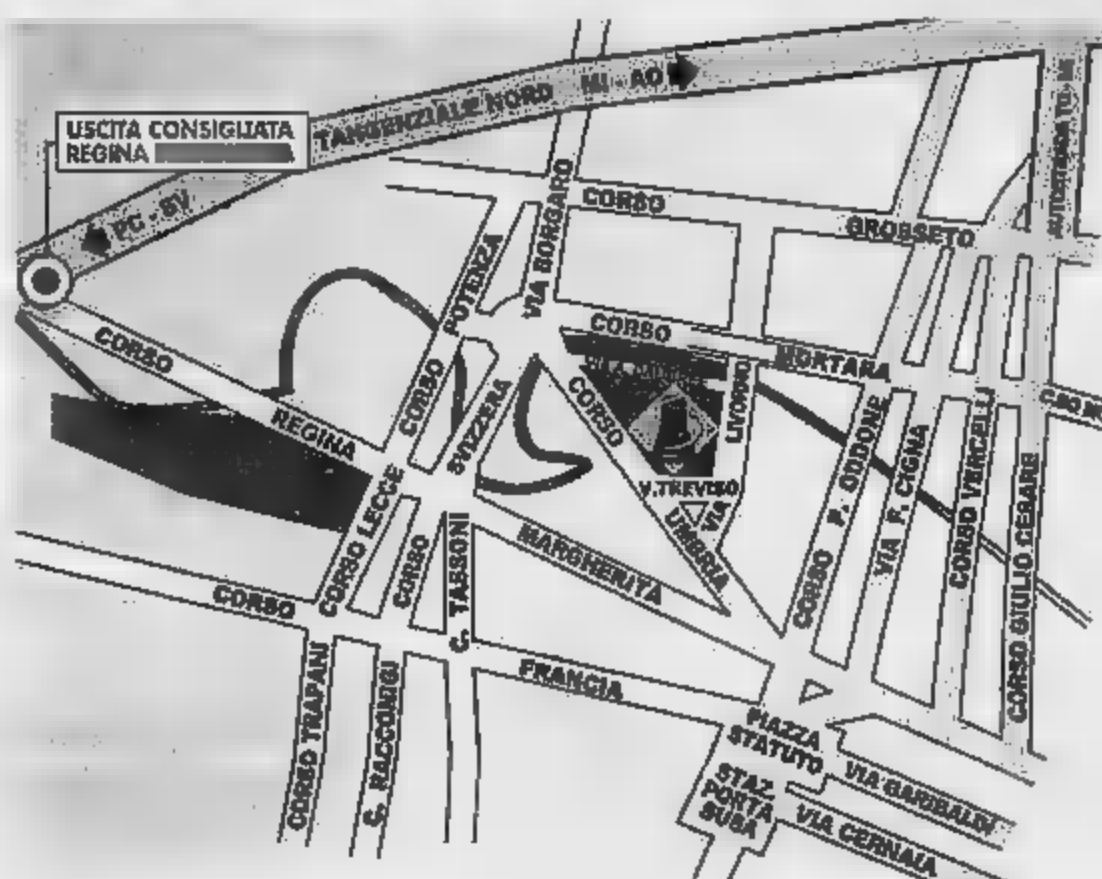 TANGENZIALE NORD MI - AO
USCITA CONSIGLIATA
REGINA
PC - SV
CORSO
GROSSETO
VIA BORGARO
CORSO POTENZA
CORSO
MORTARA
CORSO
REGINA
MARGHERITA
SVIZZERA
CORSO
UMBRIA
LIVORNO
VIA
V. TREVISO
CORSO P. ODDONE
VIA F. CIGNA
CORSO VERCELLI
CORSO GIULIO CESARE
CORSO LECCE
CORSO
C. TASSONI
CORSO
FRANCIA
CORSO TRAPANI
C. RACCONIGI
PIAZZA
STATUTO
STAZ.
PORTA
SUSA
VIA GARIBALDI
VIA CERNAIA